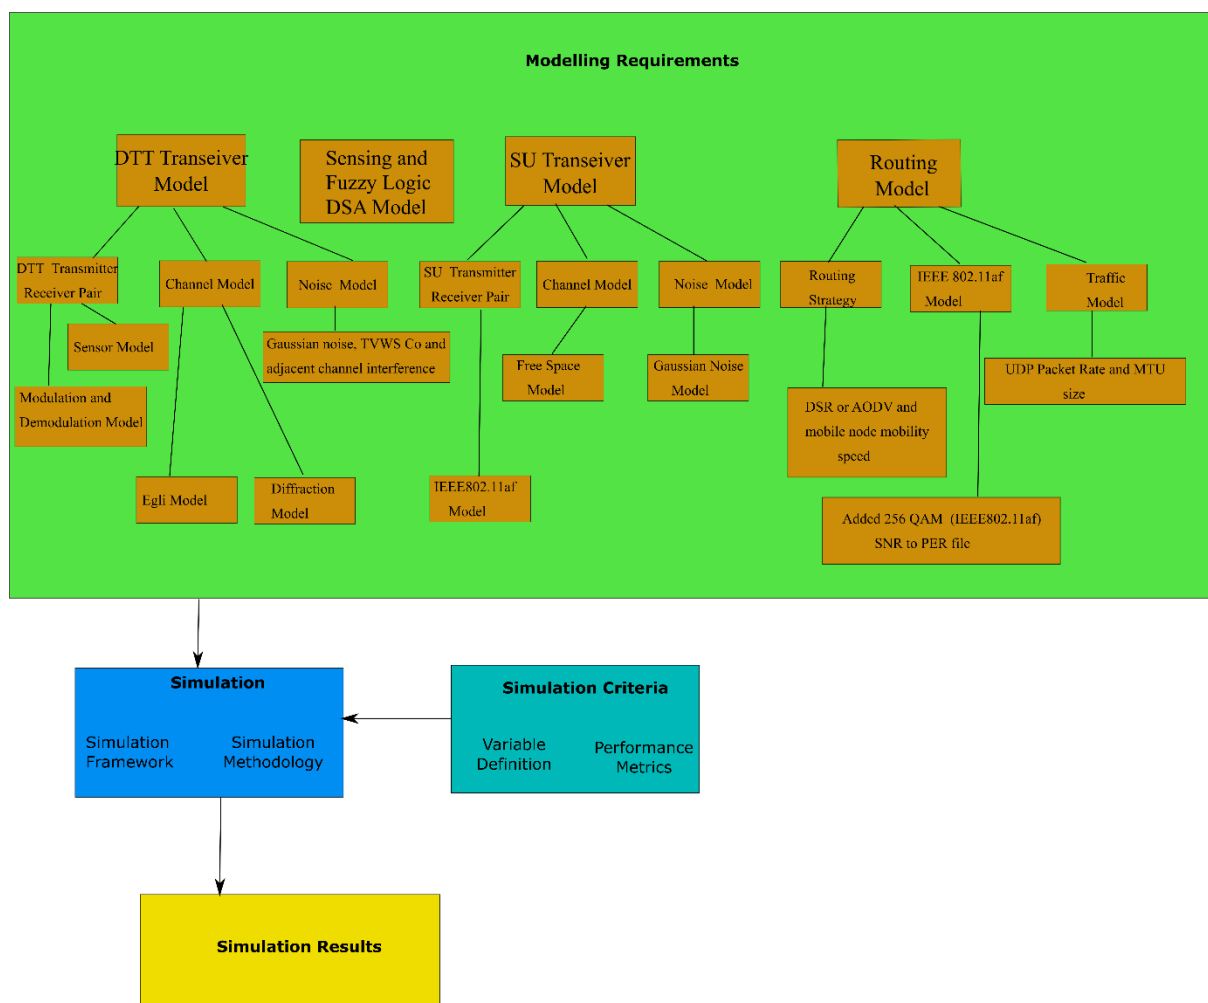 Modelling Requirements
DTT Transeiver
Model
Sensing and
Fuzzy Logic
DSA Model
SU Transeiver
Model
Routing
Model
DTT Transmitter
Receiver Pair
Channel Model
Noise Model
SU Transmitter
Receiver Pair
Channel Model
Noise Model
Routing
Strategy
IEEE 802.11af
Model
Traffic
Model
Sensor Model
Gaussian noise, TVWS Co and
adjacent channel interference
Free Space
Model
Gaussian Noise
Model
UDP Packet Rate and MTU
size
Modulation and
Demodulation Model
DSR or AODV and
mobile node mobility
speed
Egli Model
Diffraction
Model
IEEE802.11af
Model
Added 256 QAM (IEEE802.11af)
SNR to PER file
Simulation
Simulation
Framework
Simulation
Methodology
Simulation Criteria
Variable
Definition
Performance
Metrics
Simulation Results